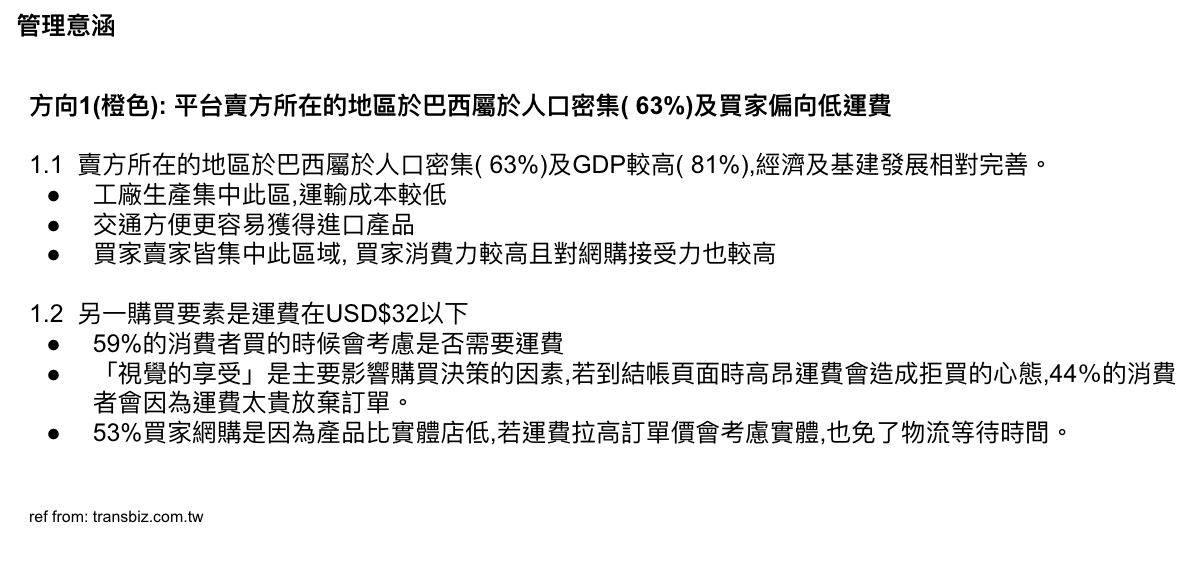 管理意涵
方向1(橙色): 平台賣方所在的地區於巴西屬於人口密集( 63%)及買家偏向低運費
1.1 賣方所在的地區於巴西屬於人口密集( 63%)及GDP較高( 81%),經濟及基建發展相對完善。
● 工廠生產集中此區,運輸成本較低
● 交通方便更容易獲得進口產品
● 買家賣家皆集中此區域, 買家消費力較高且對網購接受力也較高
1.2 另一購買要素是運費在USD$32以下
● 59%的消費者買的時候會考慮是否需要運費
● 「視覺的享受」是主要影響購買決策的因素,若到結帳頁面時高昂運費會造成拒買的心態,44%的消費
者會因為運費太貴放棄訂單。
● 53%買家網購是因為產品比實體店低,若運費拉高訂單價會考慮實體,也免了物流等待時間。
ref from: transbiz.com.tw